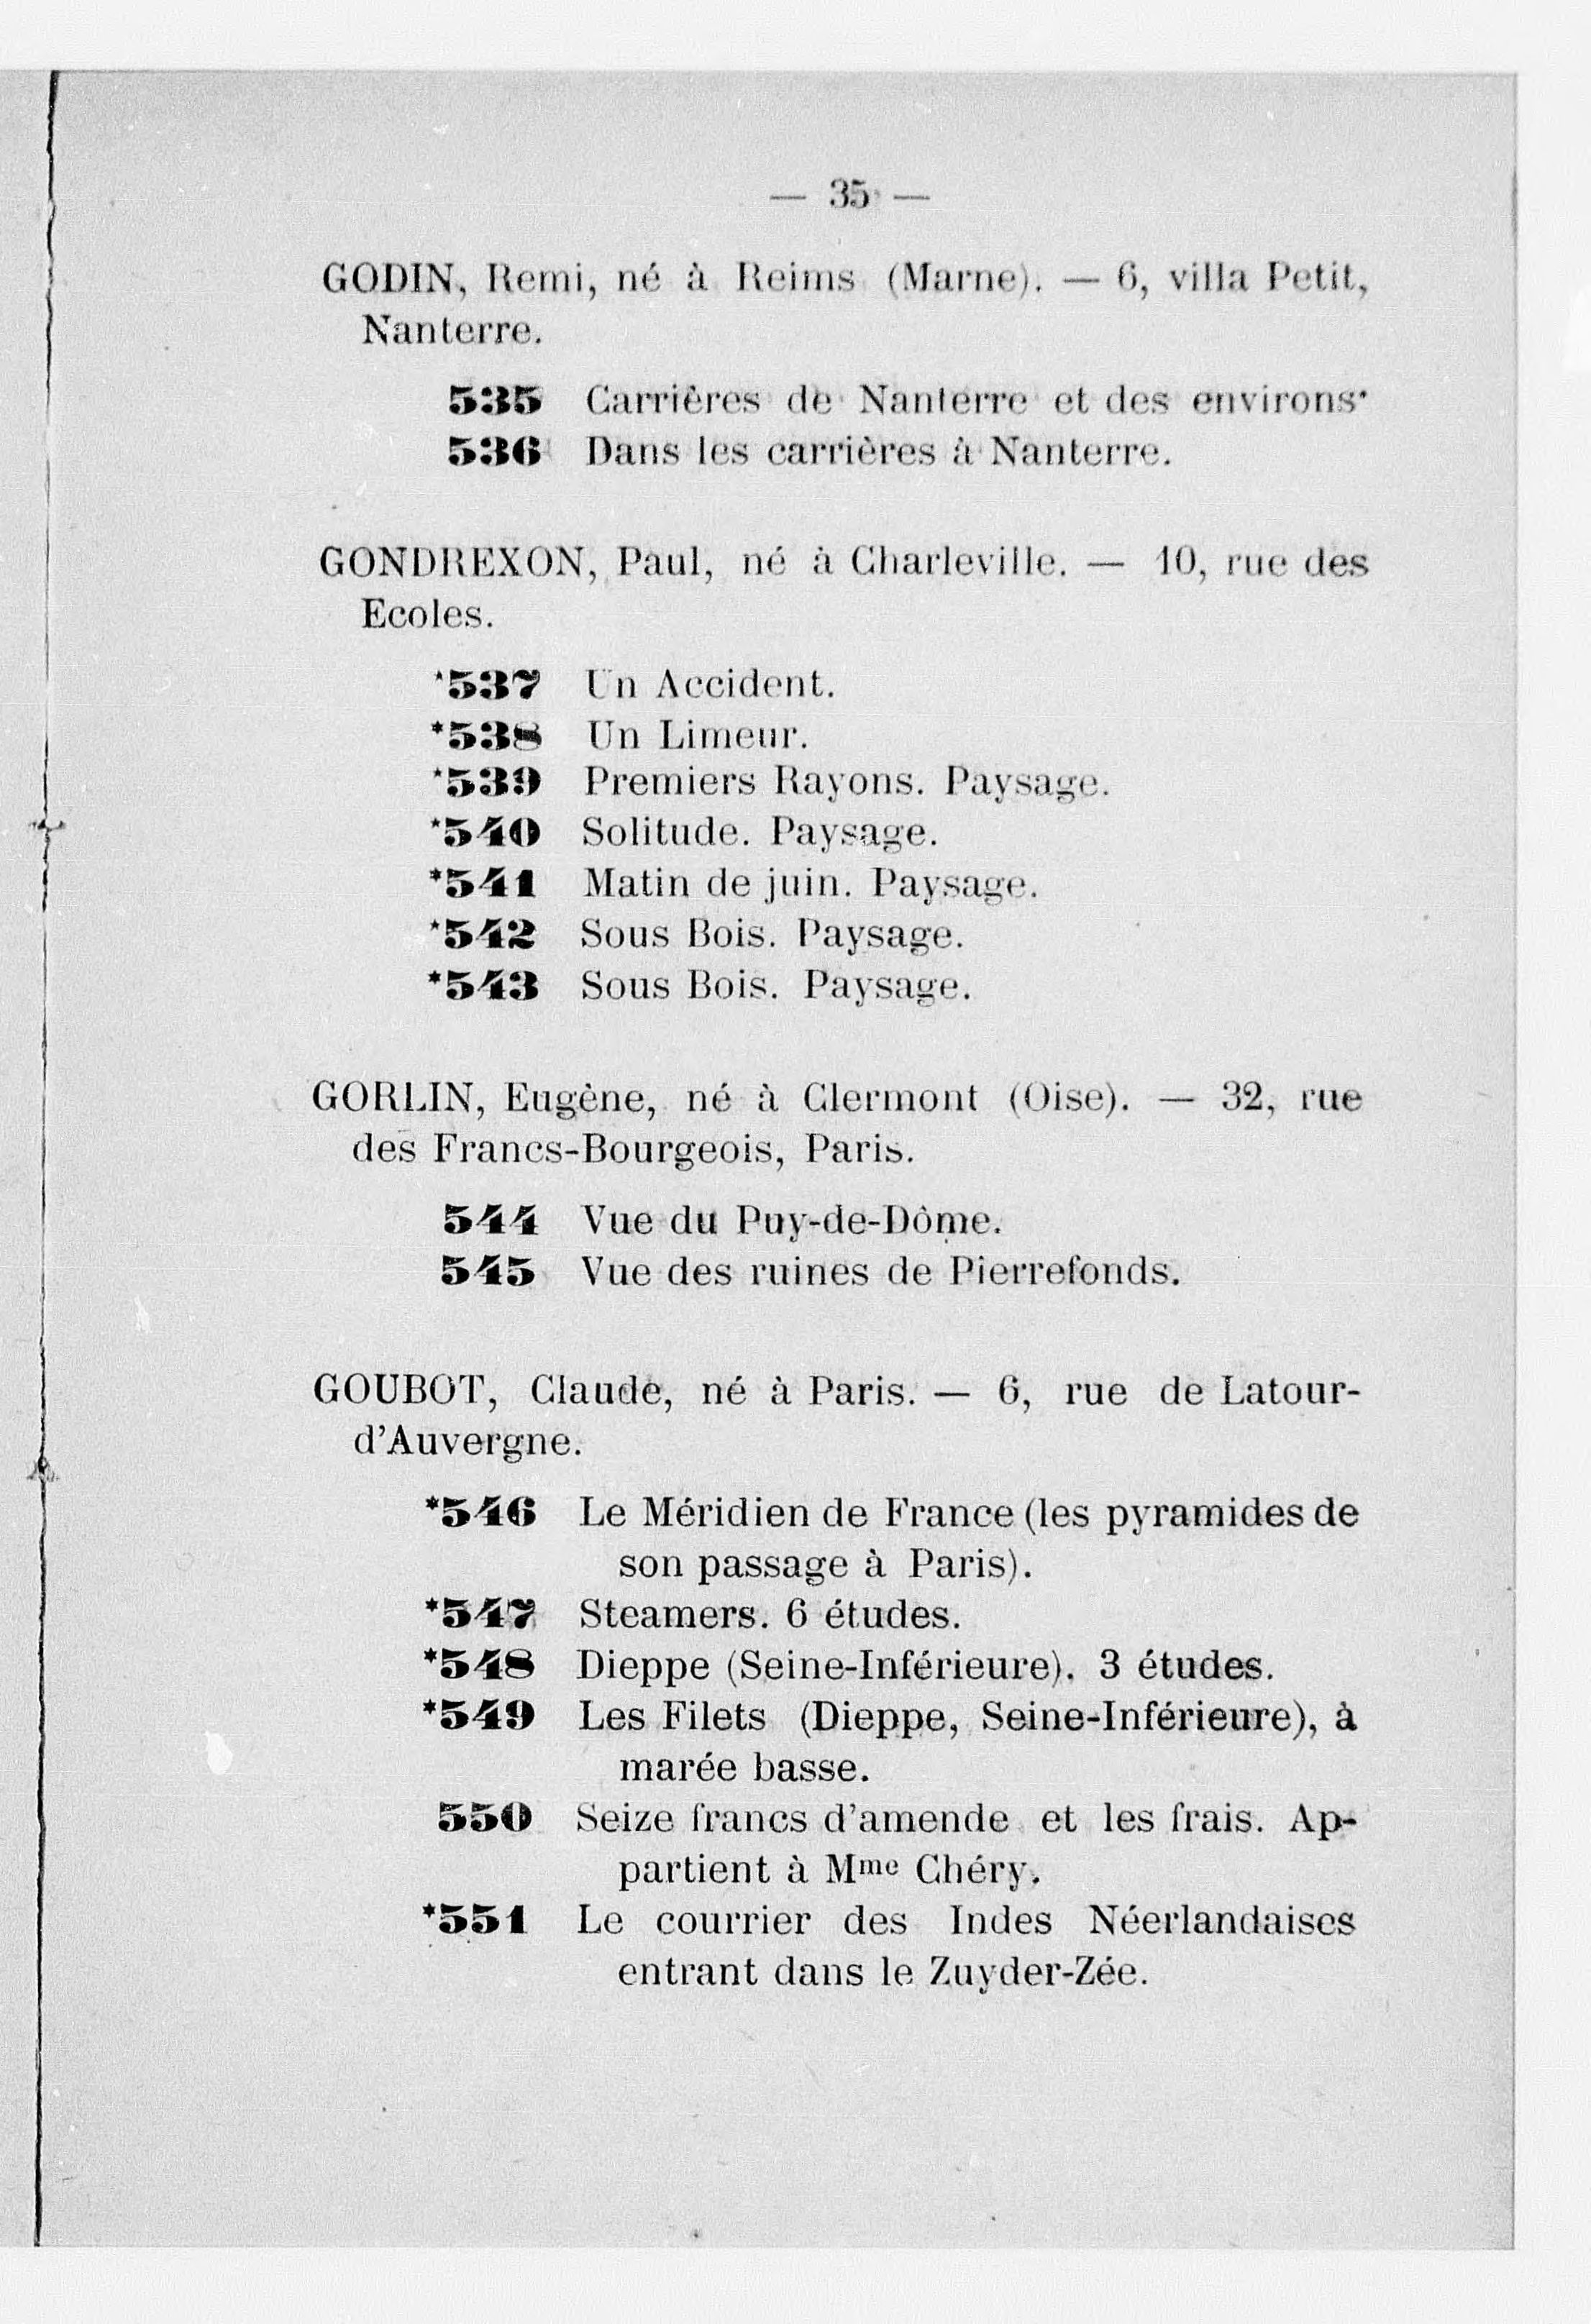 — 35 —
GODIN, Remi, né à Reims (Marne). — 6, villa Petit,
Nanterre.
535 Carrières de Nanterre et des environs.
536 Dans les carrières à Nanterre.
GONDREXON, Paul, né à Charleville. — 10, rue des
Ecoles.
*537 Un Accident.
*538 Un Limeur.
*539 Premiers Rayons. Paysage.
*540 Solitude. Paysage.
*541 Matin de juin. Paysage.
*542 Sous Bois. Paysage.
*543 Sous Bois. Paysage.
GORLIN, Eugène, né à Clermont (Oise). — 32, rue
des Francs-Bourgeois, Paris.
544 Vue du Puy-de-Dôme.
545 Vue des ruines de Pierrefonds.
GOUBOT, Claude, né à Paris. — 6, rue de Latour-
d'Auvergne.
*546 Le Méridien de France (les pyramides de
son passage à Paris).
*547 Steamers. 6 études.
*548 Dieppe (Seine-Inférieure). 3 études.
*549 Les Filets (Dieppe, Seine-Inférieure), à
marée basse.
550 Seize francs d'amende et les frais. Ap-
partient à Mme Chéry.
*551 Le courrier des Indes Néerlandaises
entrant dans le Zuyder-Zée.